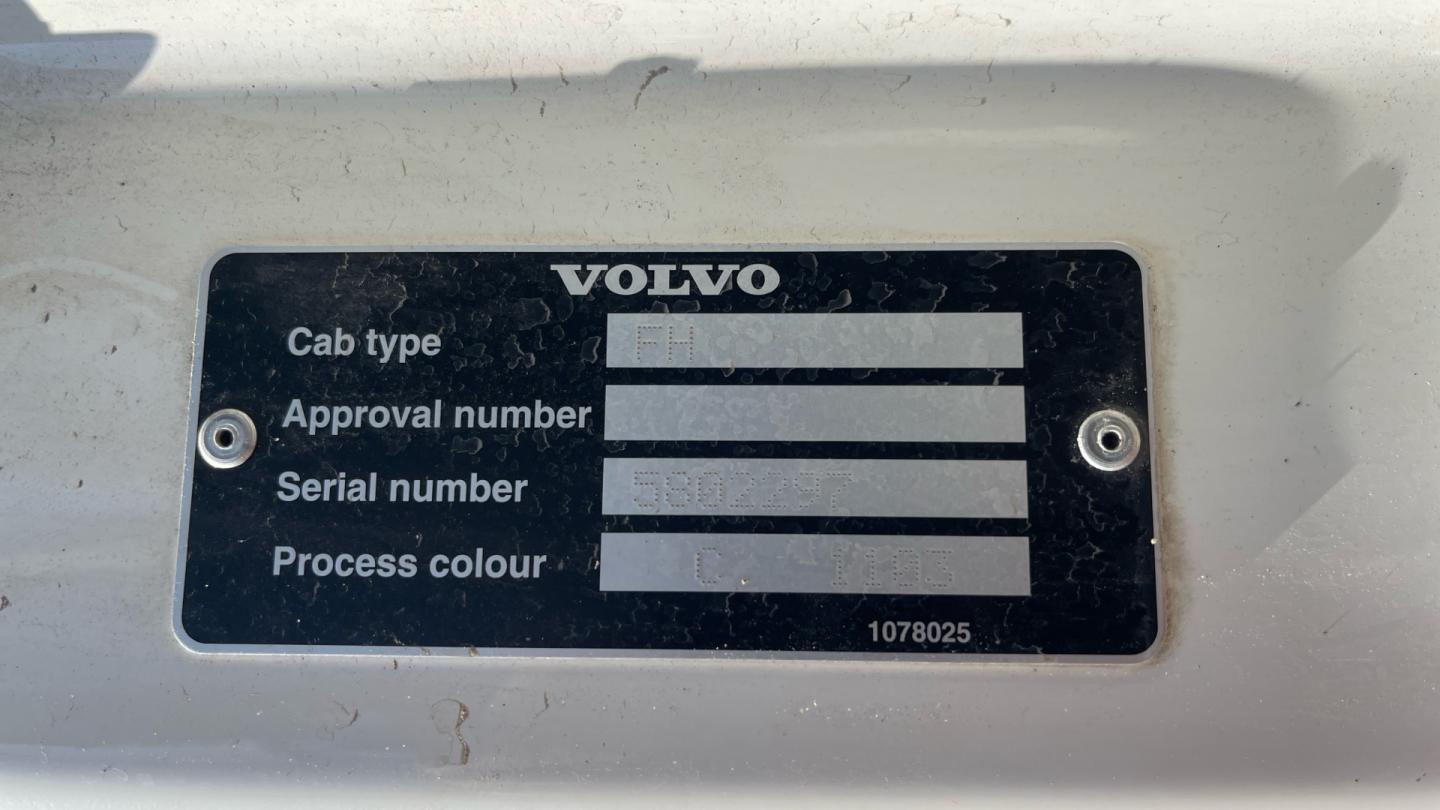 VOLVO
Cab type FH
Approval number
Serial number 5802297
Process colour C 1103
1078025